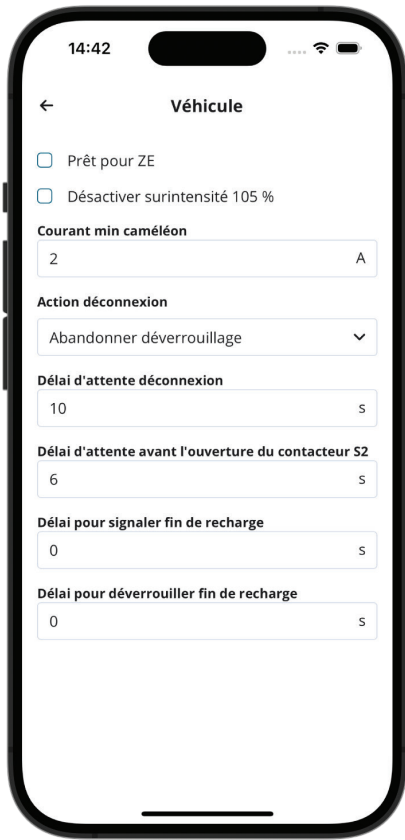 14:42
Véhicule
Prêt pour ZE
Désactiver surintensité 105 %
Courant min caméléon
2 A
Action déconnexion
Abandonner déverrouillage
Délai d'attente déconnexion
10 s
Délai d'attente avant l'ouverture du contacteur S2
6 s
Délai pour signaler fin de recharge
0 s
Délai pour déverrouiller fin de recharge
0 s